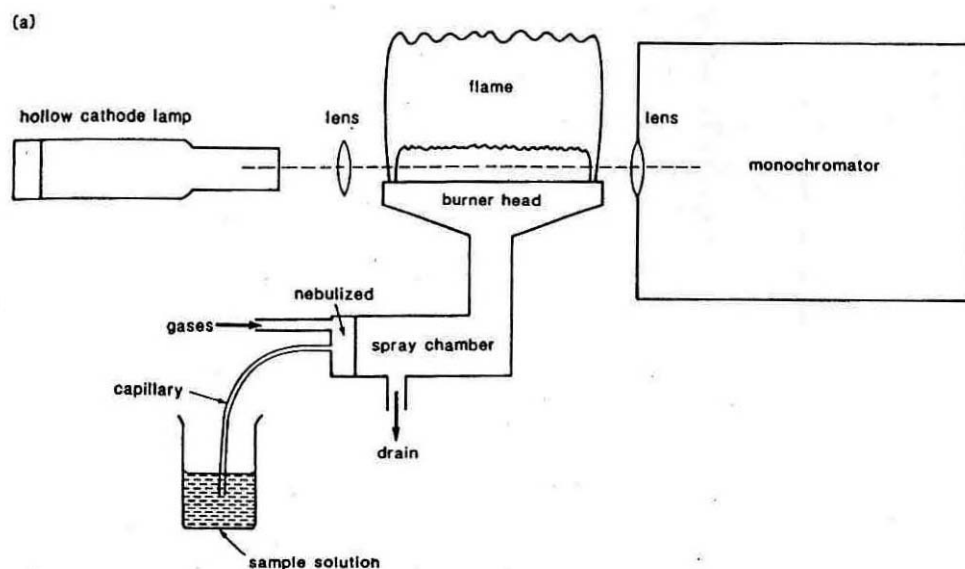 (a)
hollow cathode lamp
lens
flame
lens
monochromator
burner head
nebulized
gases
spray chamber
capillary
drain
sample solution